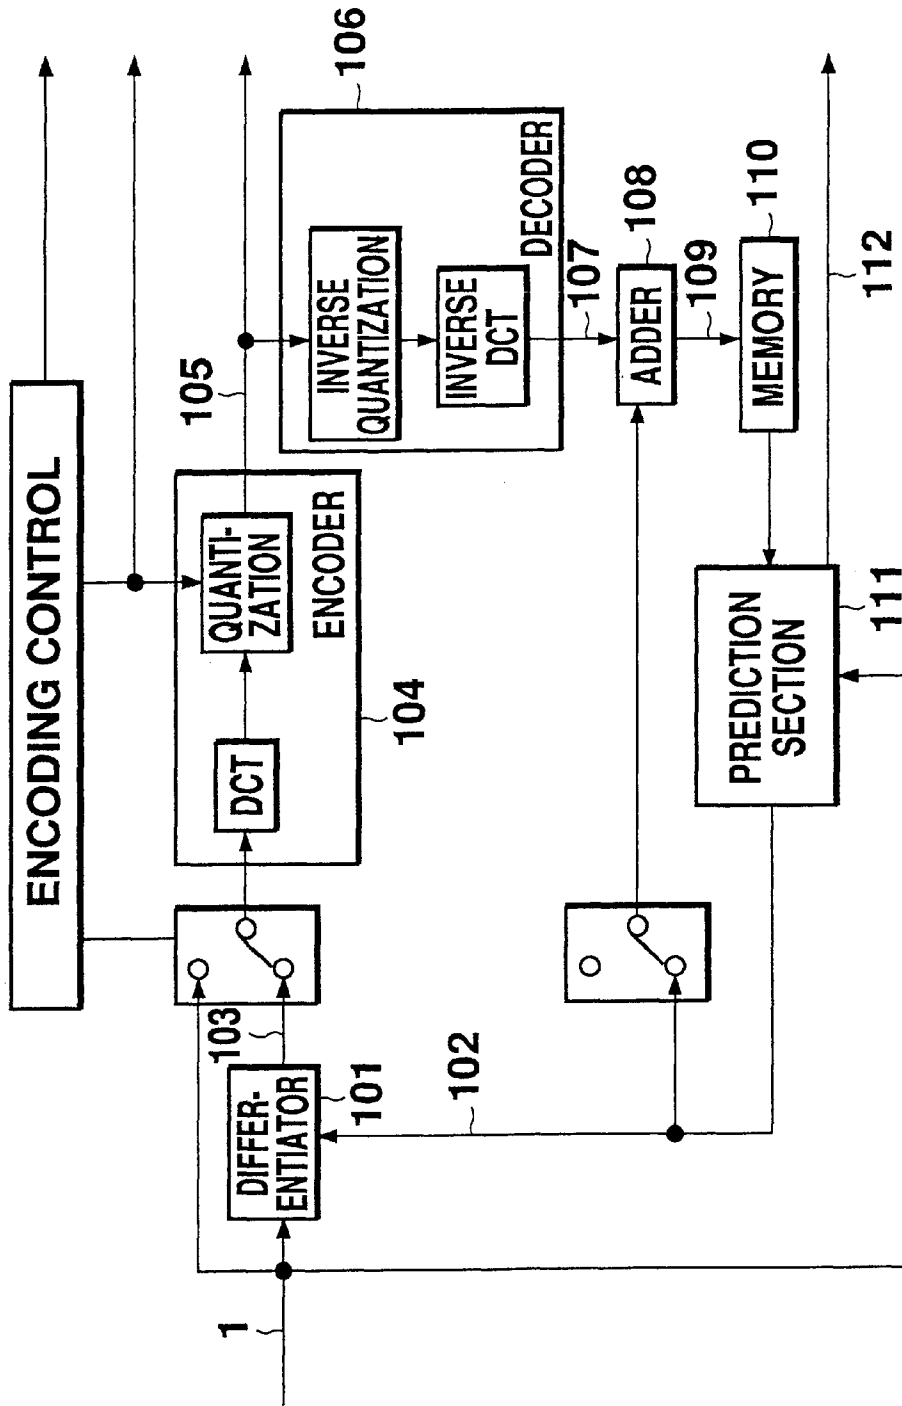 ENCODING CONTROL
1
DIFFER-
ENTIATOR
101
103
102
DCT
QUANTI-
ZATION
ENCODER
104
105
INVERSE
QUANTIZATION
INVERSE
DCT
DECODER
106
107
ADDER
108
109
MEMORY
110
PREDICTION
SECTION
111
112